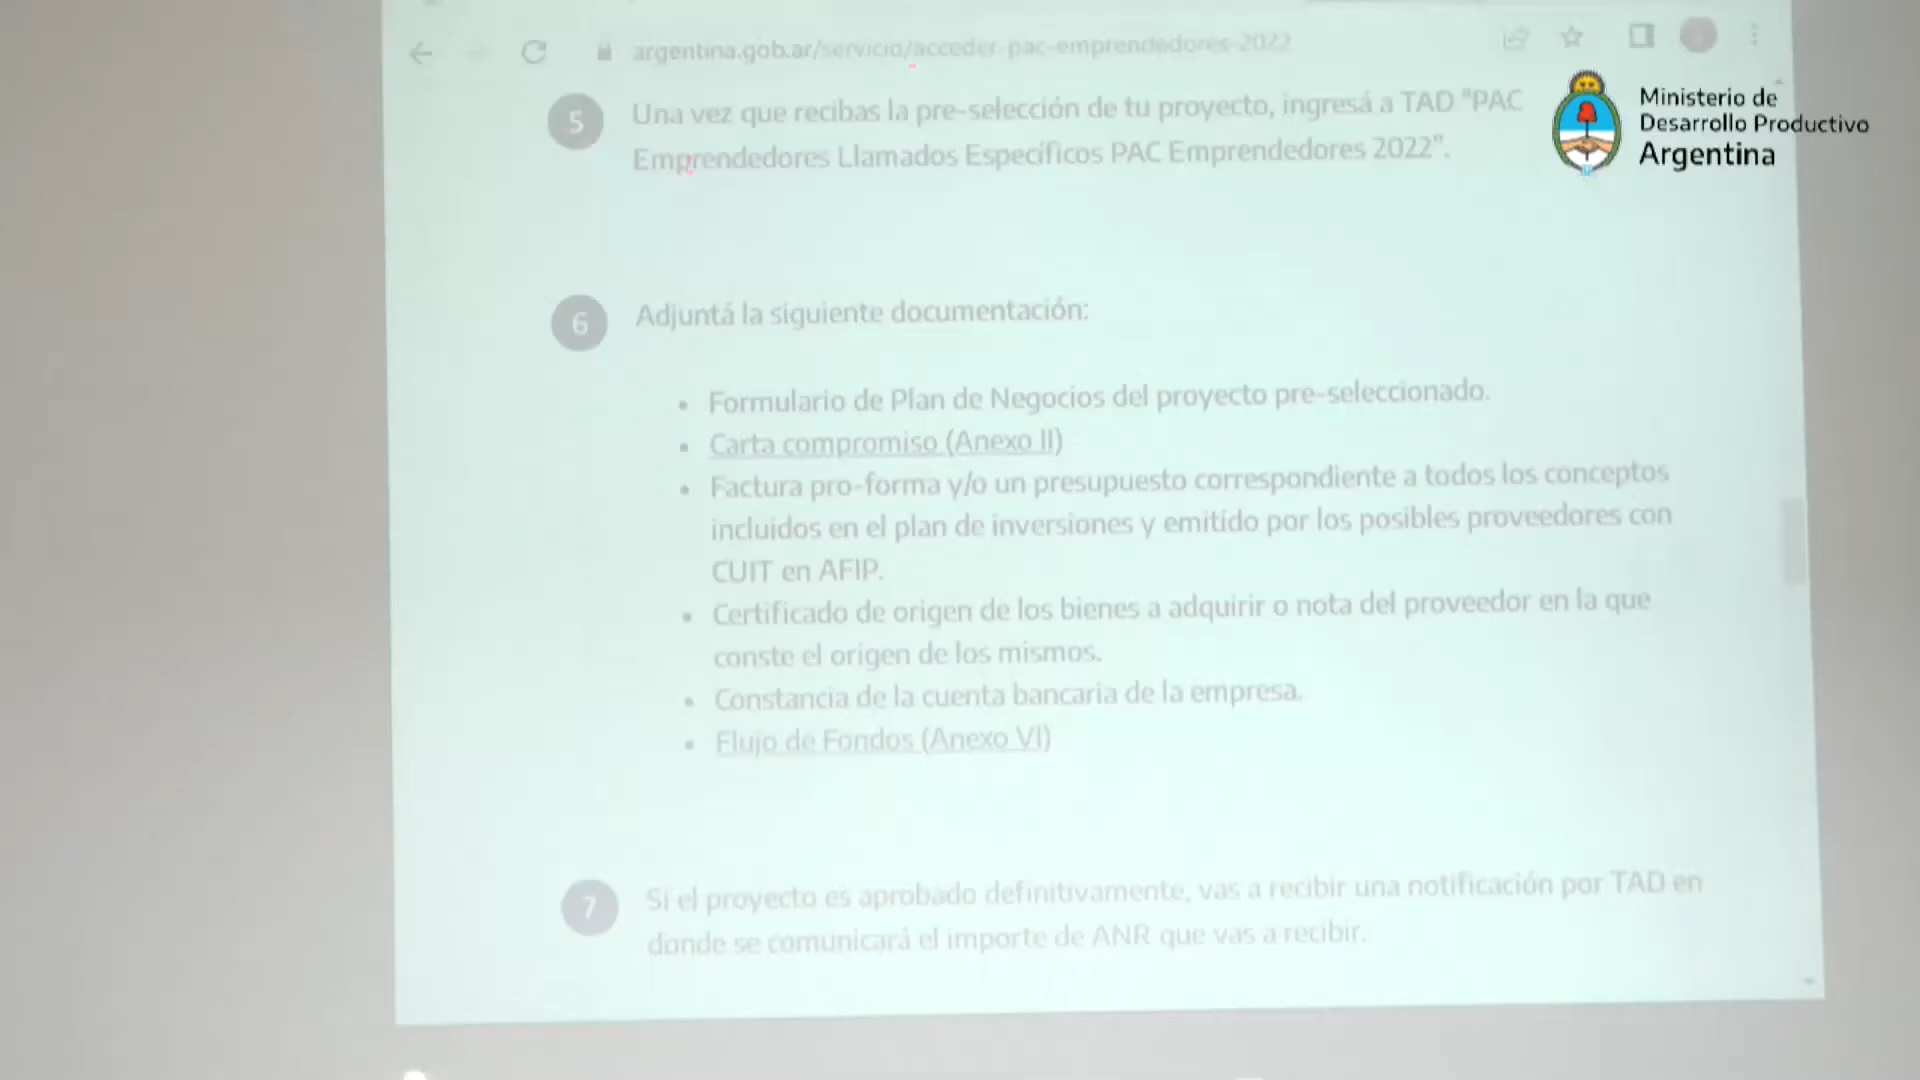 argentina.gob.ar/servicio/acceder-pac-emprendedores-2022
Ministerio de
Desarrollo Productivo
Argentina
5 Una vez que recibas la pre-selección de tu proyecto, ingresá a TAD "PAC
Emprendedores Llamados Específicos PAC Emprendedores 2022".
6 Adjuntá la siguiente documentación:
• Formulario de Plan de Negocios del proyecto pre-seleccionado.
• Carta compromiso (Anexo II)
• Factura pro-forma y/o un presupuesto correspondiente a todos los conceptos
incluidos en el plan de inversiones y emitido por los posibles proveedores con
CUIT en AFIP.
• Certificado de origen de los bienes a adquirir o nota del proveedor en la que
conste el origen de los mismos.
• Constancia de la cuenta bancaria de la empresa.
• Flujo de Fondos (Anexo VI)
7 Si el proyecto es aprobado definitivamente, vas a recibir una notificación por TAD en
donde se comunicará el importe de ANR que vas a recibir.